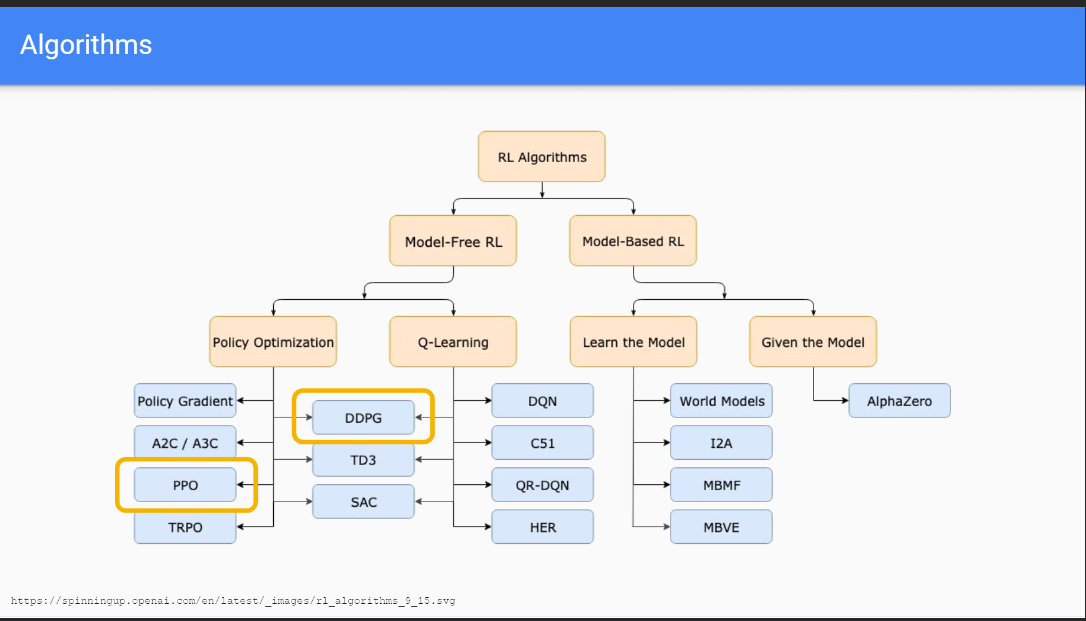 Algorithms
RL Algorithms
Model-Free RL
Model-Based RL
Policy Optimization
Q-Learning
Learn the Model
Given the Model
Policy Gradient
A2C / A3C
PPO
TRPO
DDPG
TD3
SAC
DQN
C51
QR-DQN
HER
World Models
I2A
MBMF
MBVE
AlphaZero
https://spinningup.openai.com/en/latest/_images/rl_algorithms_9_15.svg